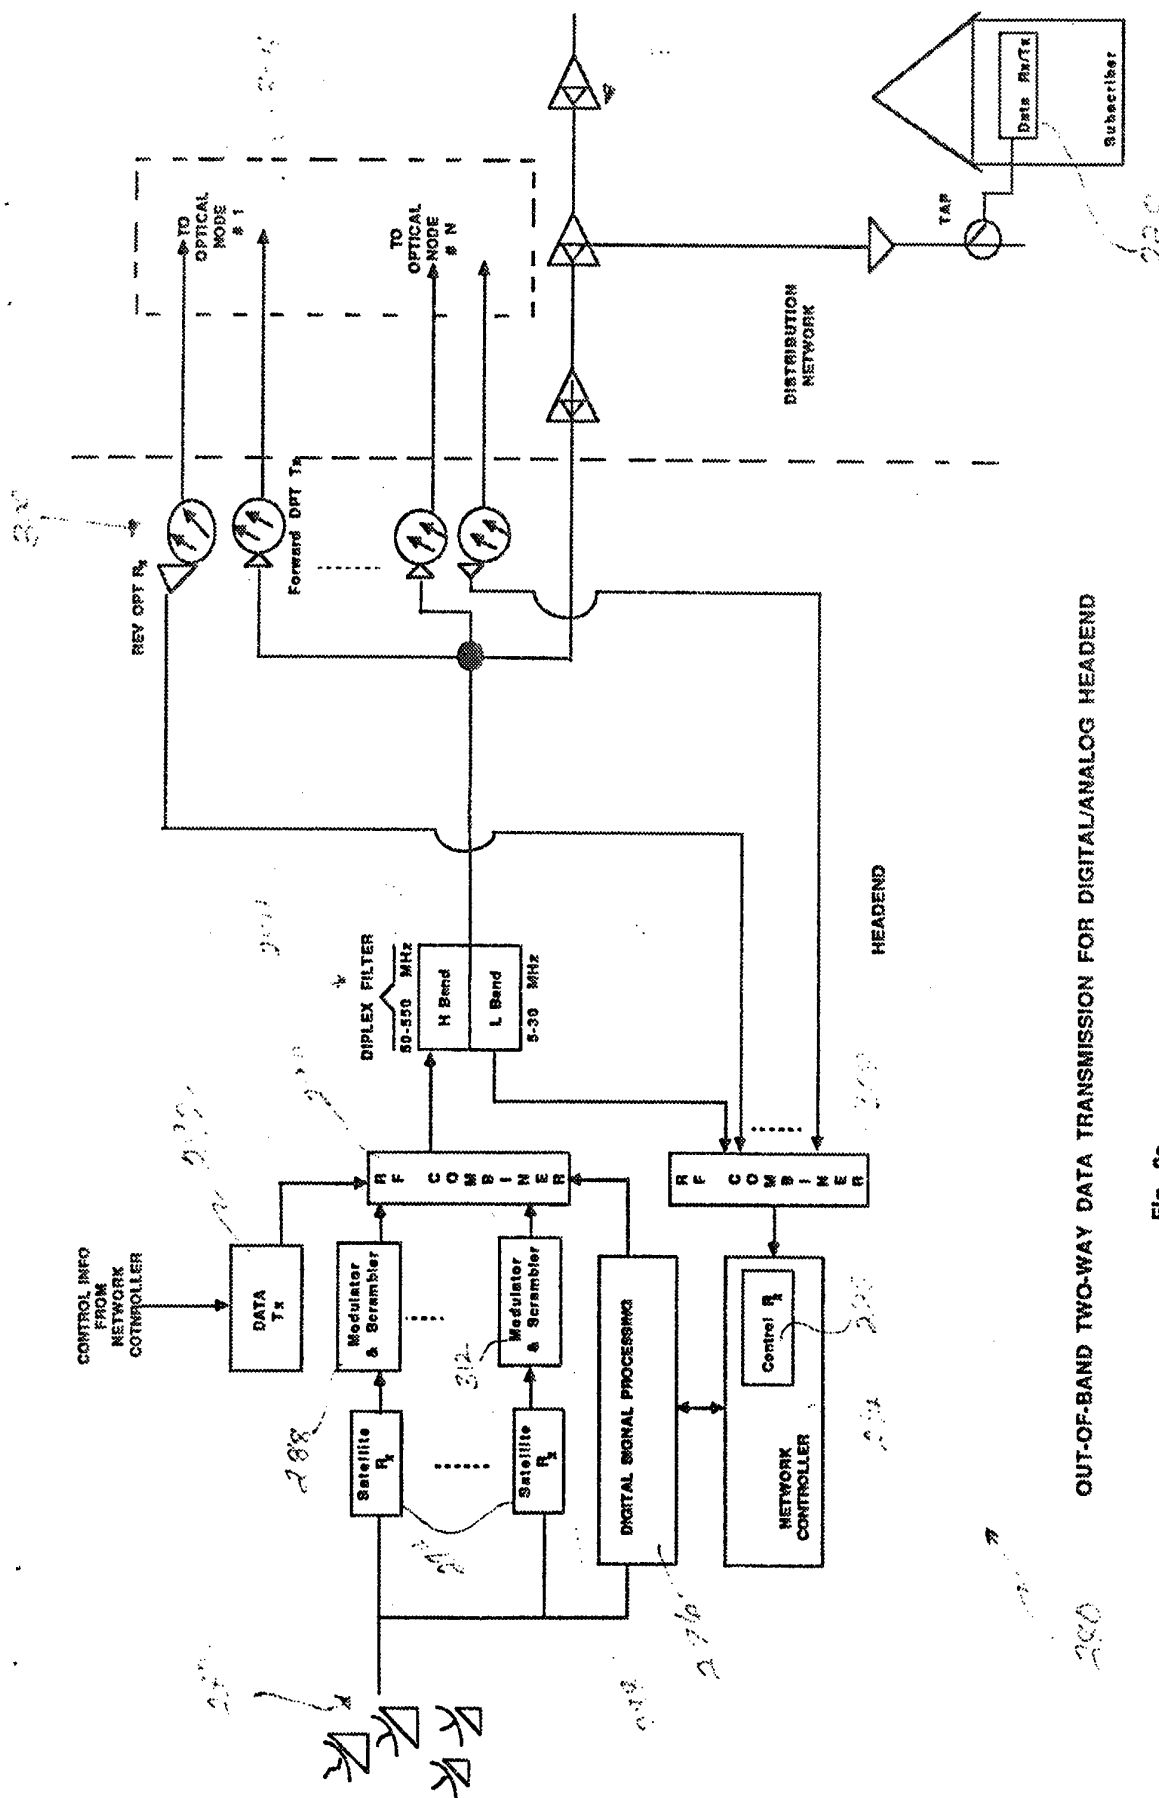 CONTROL INFO
FROM
NETWORK
COTNROLLER
DATA
Tx
288
Modulator
& Scrambler
312
Modulator
& Scrambler
Satellite
Rx
Satellite
Rx
DIGITAL SIGNAL PROCESSING
276
NETWORK
CONTROLLER
Control Rx
RF COMBINER
RF COMBINER
DIPLEX FILTER
50-550 MHz
H Band
L Band
5-30 MHz
HEADEND
REV OPT Rx
Forward OPT Tx
TO
OPTICAL
NODE
# 1
TO
OPTICAL
NODE
# N
DISTRIBUTION
NETWORK
TAP
Data Rx/Tx
Subscriber
OUT-OF-BAND TWO-WAY DATA TRANSMISSION FOR DIGITAL/ANALOG HEADEND